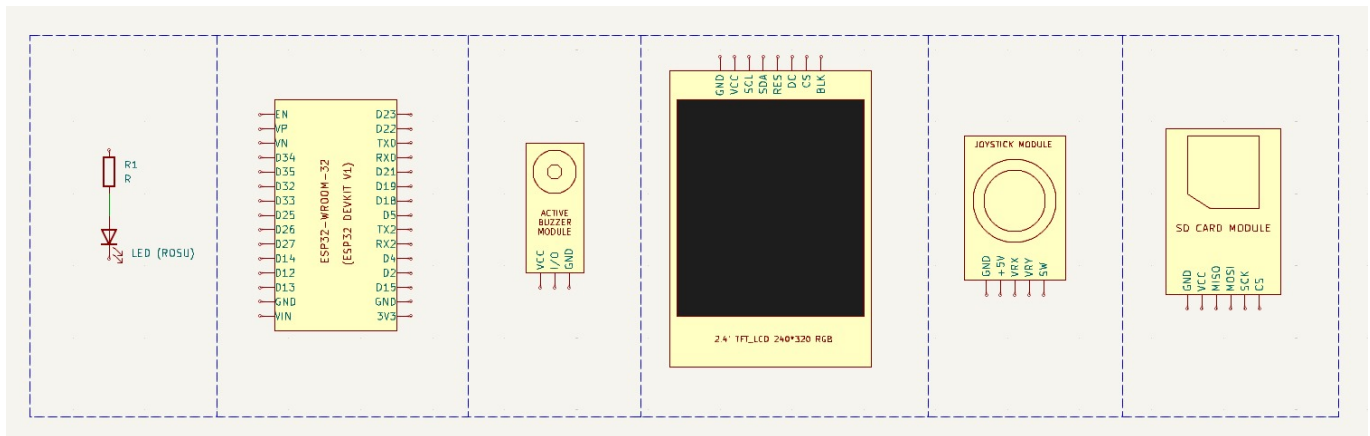 R1
R
LED (ROSU)
EN
VP
VN
D34
D35
D32
D33
D25
D26
D27
D14
D12
D13
GND
VIN
ESP32-WROOM-32
(ESP32 DEVKIT V1)
D23
D22
TX0
RX0
D21
D19
D18
D5
TX2
RX2
D4
D2
D15
GND
3V3
ACTIVE
BUZZER
MODULE
VCC
I/O
GND
GND
VCC
SCL
SDA
RES
DC
CS
BLK
2.4' TFT_LCD 240*320 RGB
JOYSTICK MODULE
GND
+5V
VRX
VRY
SW
SD CARD MODULE
GND
VCC
MISO
MOSI
SCK
CS